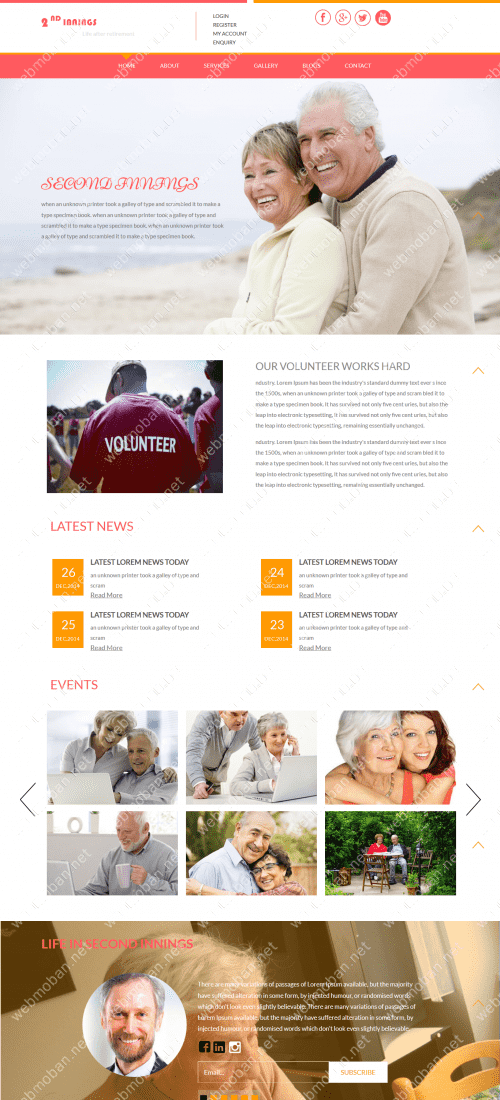 2ND INNINGS
Life after retirement
LOGIN
REGISTER
MY ACCOUNT
ENQUIRY
HOME ABOUT SERVICES GALLERY BLOGS CONTACT
SECOND INNINGS
when an unknown printer took a galley of type and scrambled it to make a
type specimen book. when an unknown printer took a galley of type and
scrambled it to make a type specimen book. when an unknown printer took
a galley of type and scrambled it to make a type specimen book.
VOLUNTEER
OUR VOLUNTEER WORKS HARD
ndustry. Lorem Ipsum has been the industry's standard dummy text ever s ince
the 1500s, when an unknown printer took a galley of type and scram bled it to
make a type specimen book. It has survived not only five cent uries, but also the
leap into electronic typesetting, It has survived not only five cent uries, but also
the leap into electronic typesetting, remaining essentially unchanged.
ndustry. Lorem Ipsum has been the industry's standard dummy text ever s ince
the 1500s, when an unknown printer took a galley of type and scram bled it to
make a type specimen book. It has survived not only five cent uries, but also the
leap into electronic typesetting, It has survived not only five cent uries, but also
the leap into electronic typesetting, remaining essentially unchanged.
LATEST NEWS
26
DEC,2014
LATEST LOREM NEWS TODAY
an unknown printer took a galley of type and
scram
Read More
24
DEC,2014
LATEST LOREM NEWS TODAY
an unknown printer took a galley of type and
scram
Read More
25
DEC,2014
LATEST LOREM NEWS TODAY
an unknown printer took a galley of type and
scram
Read More
23
DEC,2014
LATEST LOREM NEWS TODAY
an unknown printer took a galley of type and
scram
Read More
EVENTS
LIFE IN SECOND INNINGS
There are many variations of passages of Lorem Ipsum available, but the majority
have suffered alteration in some form, by injected humour, or randomised words
which don't look even slightly believable. There are many variations of passages of
Lorem Ipsum available, but the majority have suffered alteration in some form, by
injected humour, or randomised words which don't look even slightly believable.
Email...
SUBSCRIBE
webmoban.net